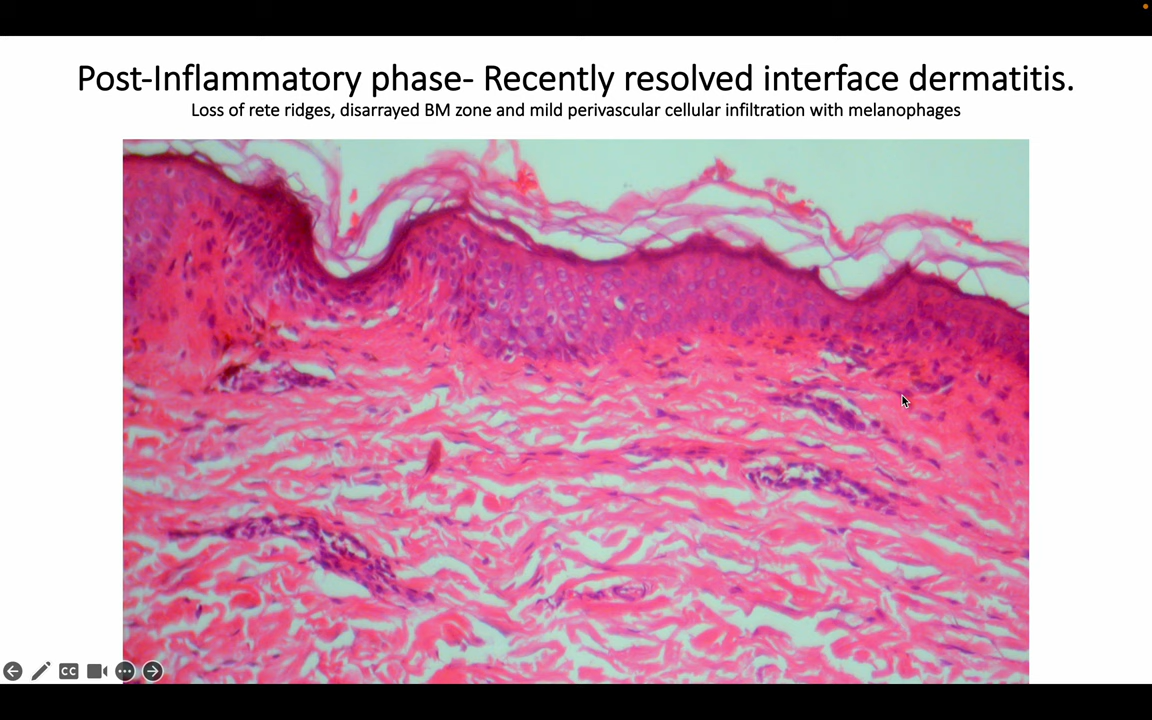 Post-Inflammatory phase- Recently resolved interface dermatitis.
Loss of rete ridges, disarrayed BM zone and mild perivascular cellular infiltration with melanophages
CC